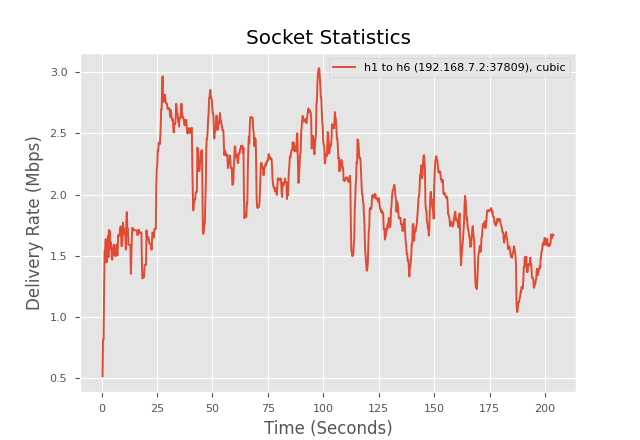 Socket Statistics
h1 to h6 (192.168.7.2:37809), cubic
Delivery Rate (Mbps)
3.0
2.5
2.0
1.5
1.0
0.5
0 25 50 75 100 125 150 175 200
Time (Seconds)